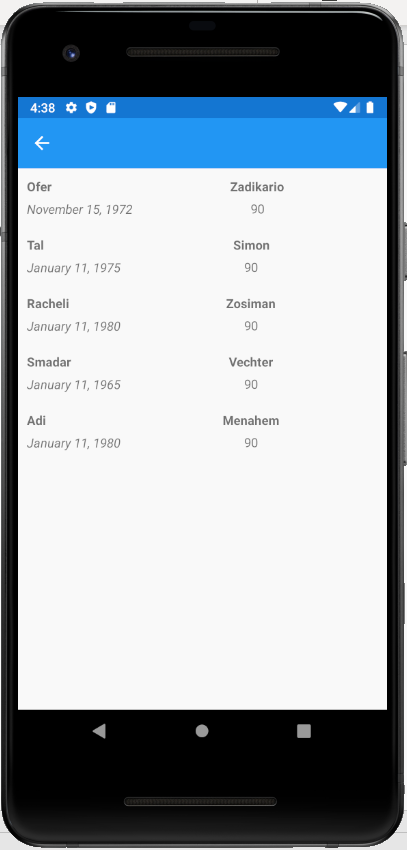 4:38
Ofer Zadikario
November 15, 1972 90
Tal Simon
January 11, 1975 90
Racheli Zosiman
January 11, 1980 90
Smadar Vechter
January 11, 1965 90
Adi Menahem
January 11, 1980 90